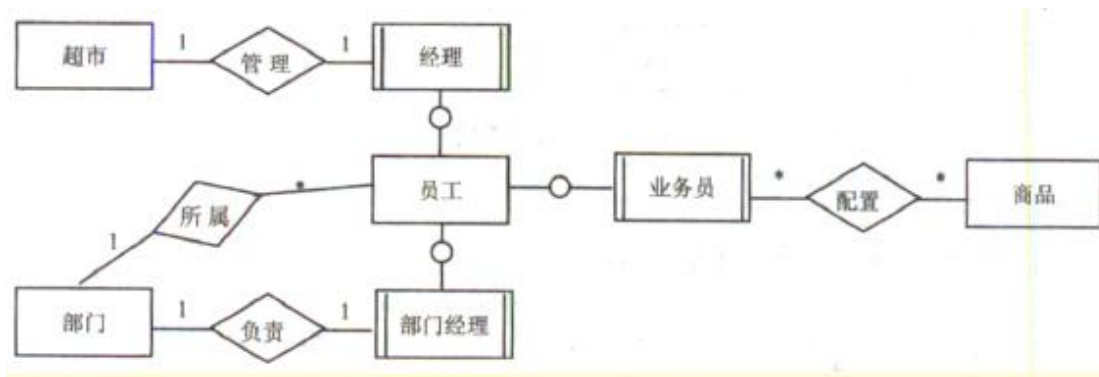 超市 1 管理 1 经理
员工 业务员 * 配置 * 商品
* 所属 1
部门 1 负责 1 部门经理